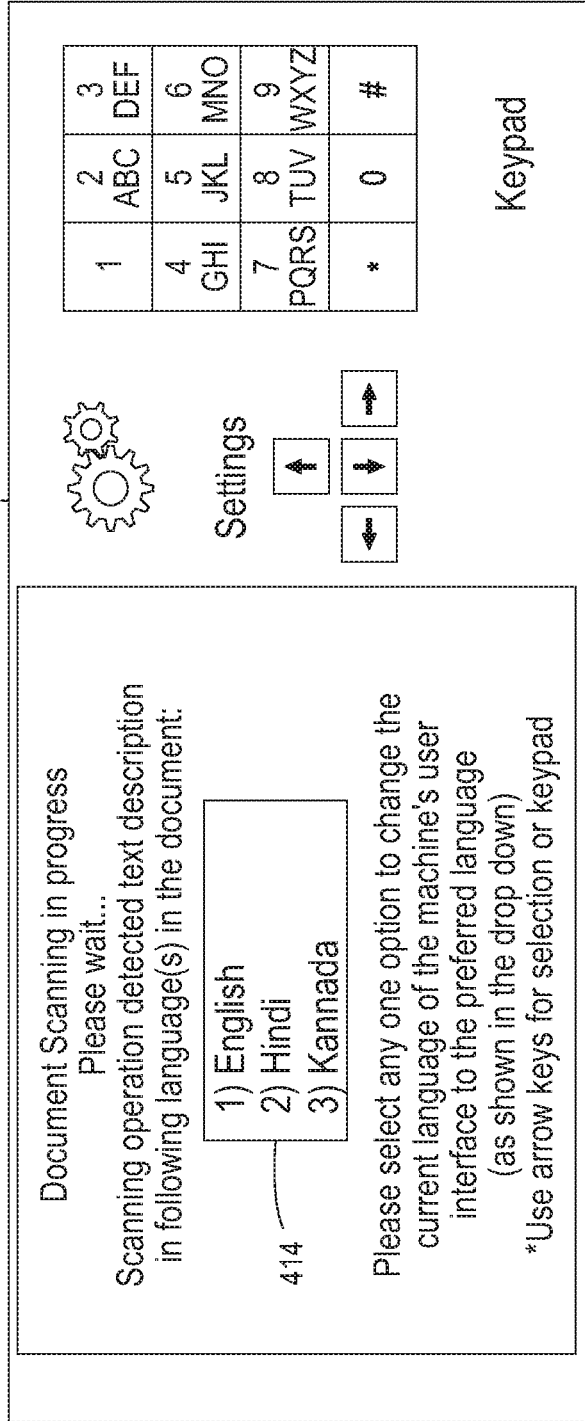 Document Scanning in progress
Please wait...
Scanning operation detected text description
in following language(s) in the document:
1) English
2) Hindi
3) Kannada
414
Please select any one option to change the
current language of the machine's user
interface to the preferred language
(as shown in the drop down)
*Use arrow keys for selection or keypad
Settings
1 2 3
ABC DEF
4 5 6
GHI JKL MNO
7 8 9
PQRS TUV WXYZ
* 0 #
Keypad